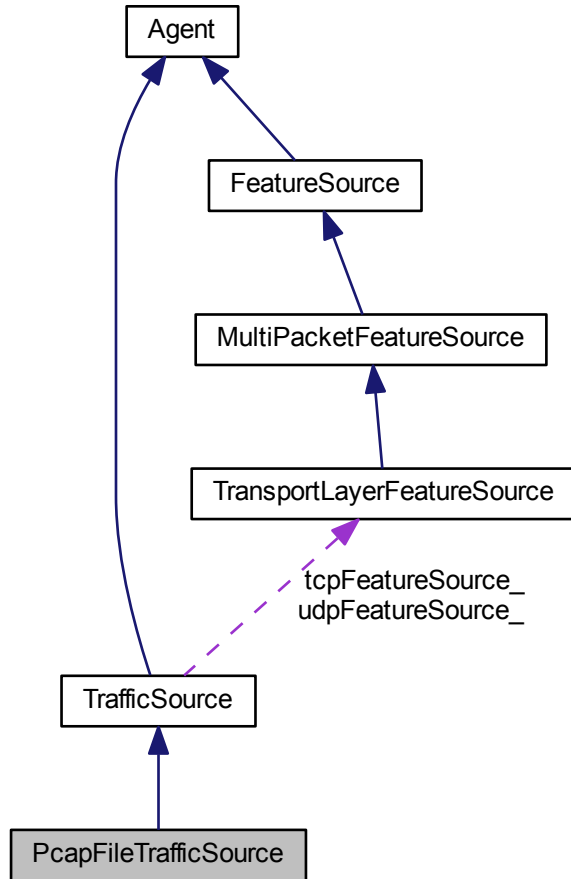 Agent
FeatureSource
MultiPacketFeatureSource
TransportLayerFeatureSource
tcpFeatureSource_
udpFeatureSource_
TrafficSource
PcapFileTrafficSource